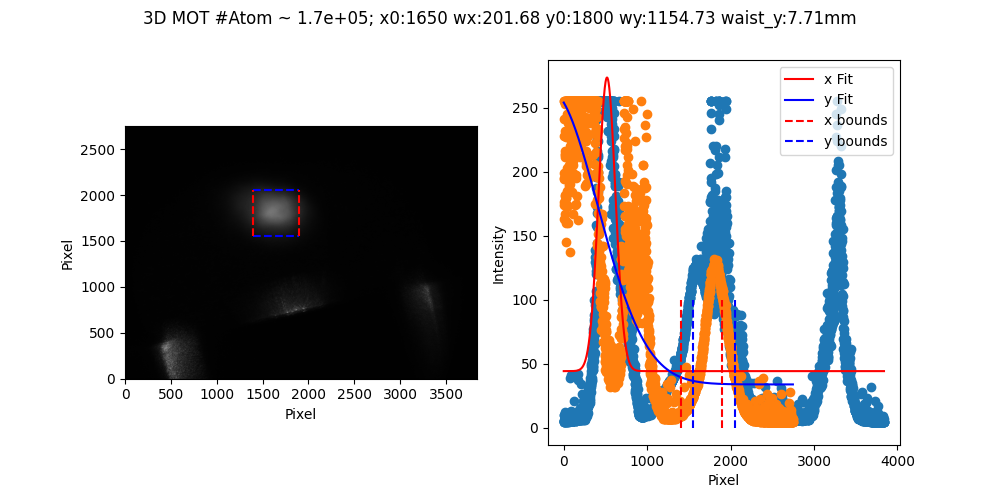 3D MOT #Atom ~ 1.7e+05; x0:1650 wx:201.68 y0:1800 wy:1154.73 waist_y:7.71mm
Pixel
2500
2000
1500
1000
500
0
0 500 1000 1500 2000 2500 3000 3500
Pixel
Intensity
250
200
150
100
50
0
0 1000 2000 3000 4000
Pixel
x Fit
y Fit
x bounds
y bounds